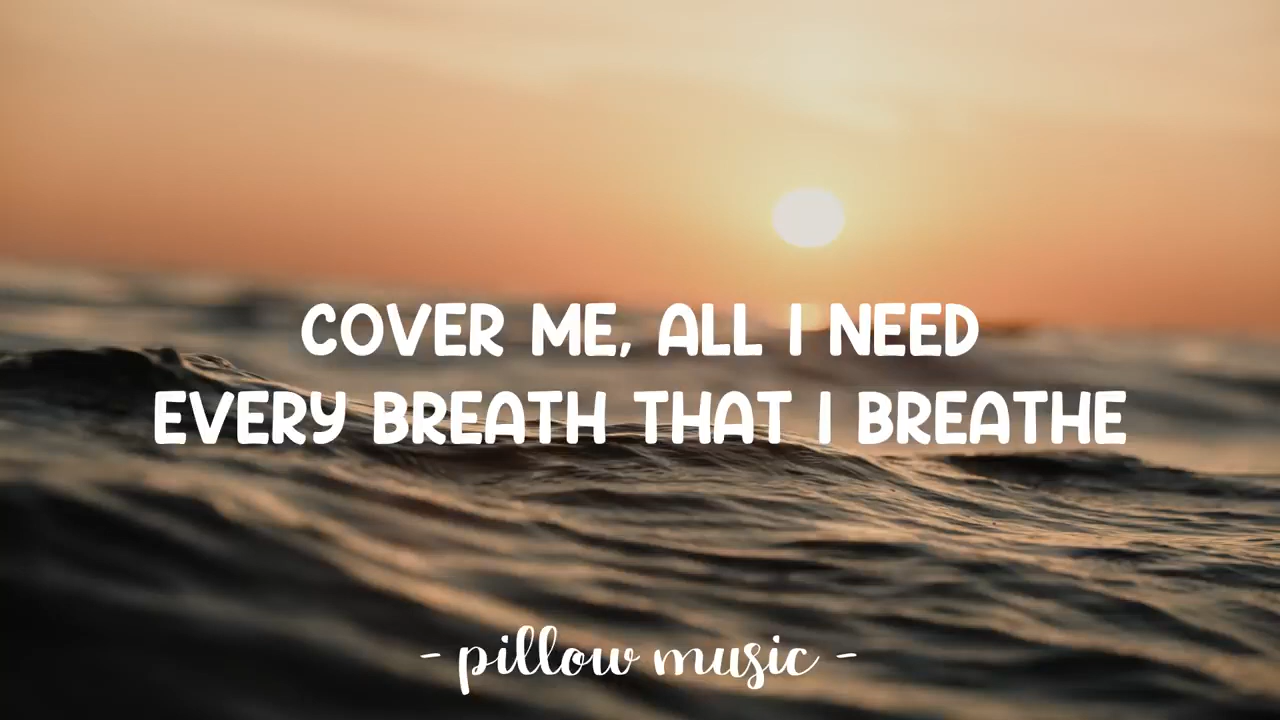 COVER ME, ALL I NEED
EVERY BREATH THAT I BREATHE
- pillow music -